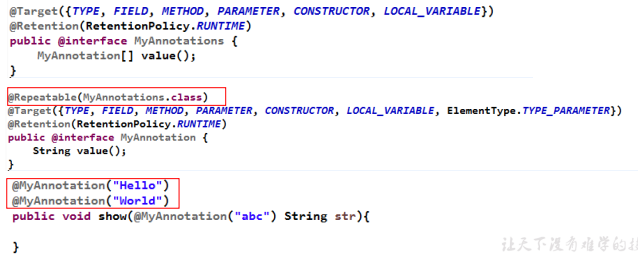 @Target({TYPE, FIELD, METHOD, PARAMETER, CONSTRUCTOR, LOCAL_VARIABLE})
@Retention(RetentionPolicy.RUNTIME)
public @interface MyAnnotations {
    MyAnnotation[] value();
}
@Repeatable(MyAnnotations.class)
@Target({TYPE, FIELD, METHOD, PARAMETER, CONSTRUCTOR, LOCAL_VARIABLE, ElementType.TYPE_PARAMETER})
@Retention(RetentionPolicy.RUNTIME)
public @interface MyAnnotation {
    String value();
}
@MyAnnotation("Hello")
@MyAnnotation("World")
public void show(@MyAnnotation("abc") String str){
}
让天下没有难学的技